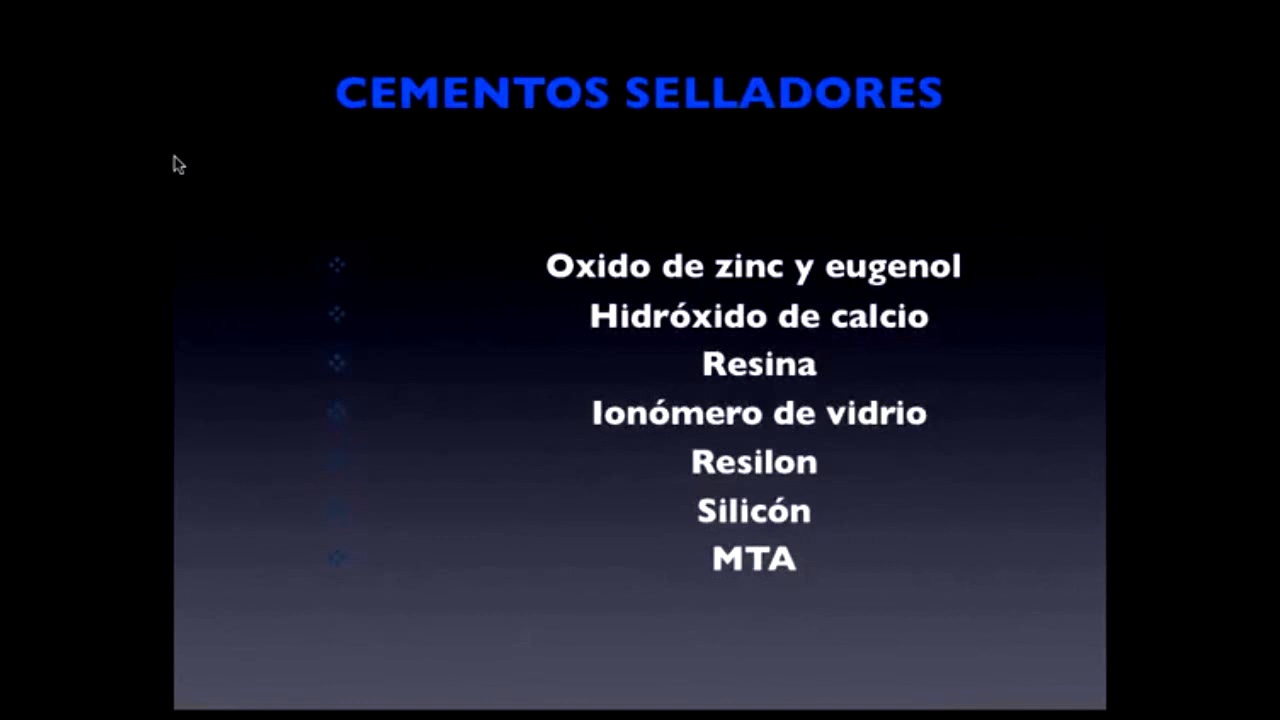 CEMENTOS SELLADORES
Oxido de zinc y eugenol
Hidróxido de calcio
Resina
Ionómero de vidrio
Resilon
Silicón
MTA